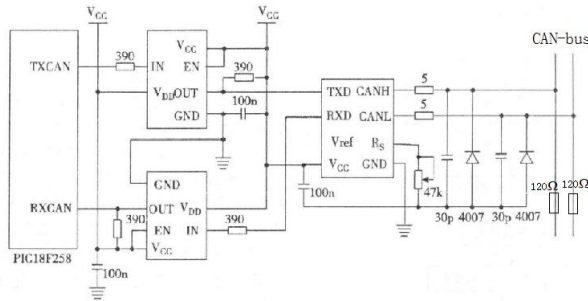 V_CC V_CC
CAN-bus
TXCAN
390
IN
V_CC
EN
V_DD OUT
GND
390
100n
TXD CANH
RXD CANL
Vref R_S
V_CC GND
5
5
47k
100n
30p 4007 30p 4007
120Ω 120Ω
GND
OUT V_DD
EN IN
V_CC
390
390
RXCAN
100n
PIC18F258